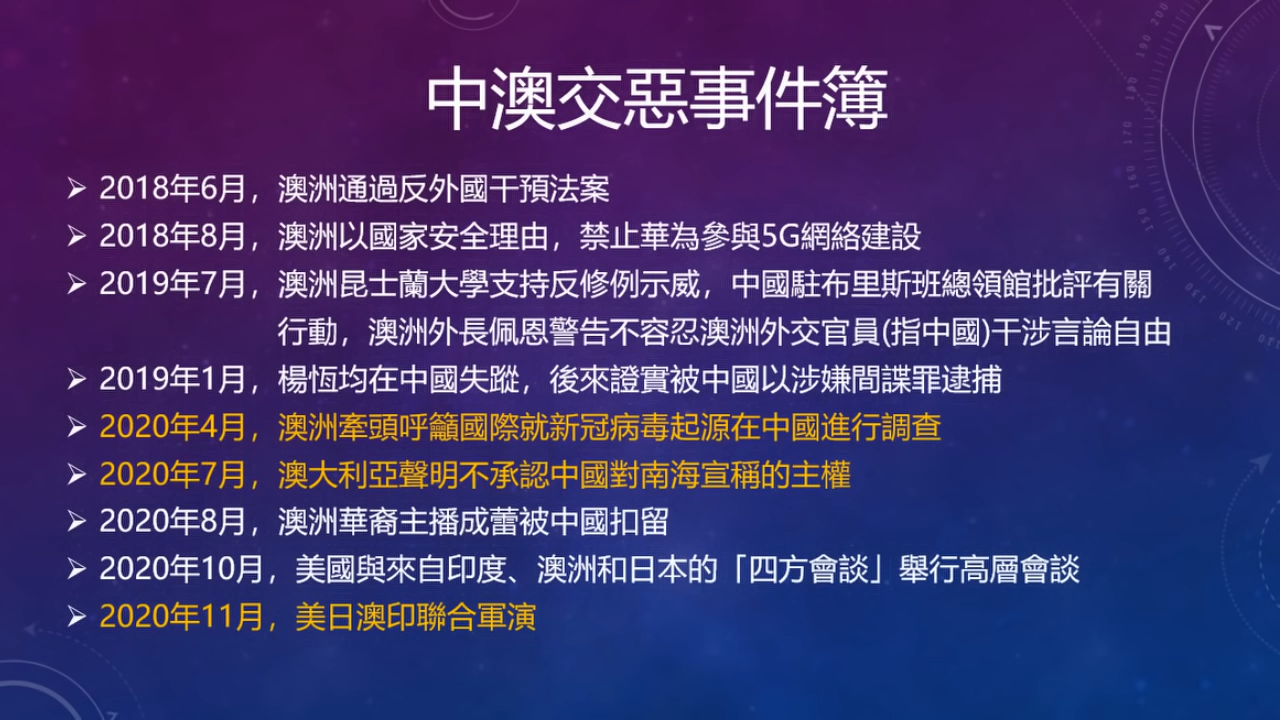 中澳交惡事件簿
➢ 2018年6月，澳洲通過反外國干預法案
➢ 2018年8月，澳洲以國家安全理由，禁止華為參與5G網絡建設
➢ 2019年7月，澳洲昆士蘭大學支持反修例示威，中國駐布里斯班總領館批評有關
行動，澳洲外長佩恩警告不容忍澳洲外交官員(指中國)干涉言論自由
➢ 2019年1月，楊恆均在中國失蹤，後來證實被中國以涉嫌間諜罪逮捕
➢ 2020年4月，澳洲牽頭呼籲國際就新冠病毒起源在中國進行調查
➢ 2020年7月，澳大利亞聲明不承認中國對南海宣稱的主權
➢ 2020年8月，澳洲華裔主播成蕾被中國扣留
➢ 2020年10月，美國與來自印度、澳洲和日本的「四方會談」舉行高層會談
➢ 2020年11月，美日澳印聯合軍演
200
190
180
170
160
150
140
130
120
110